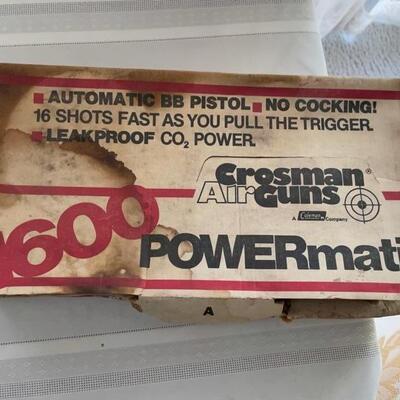 ■ AUTOMATIC BB PISTOL ■ NO COCKING!
16 SHOTS FAST AS YOU PULL THE TRIGGER.
■ LEAKPROOF CO₂ POWER.
Crosman®
AirGuns
A Coleman Company
1600 POWERmati
A